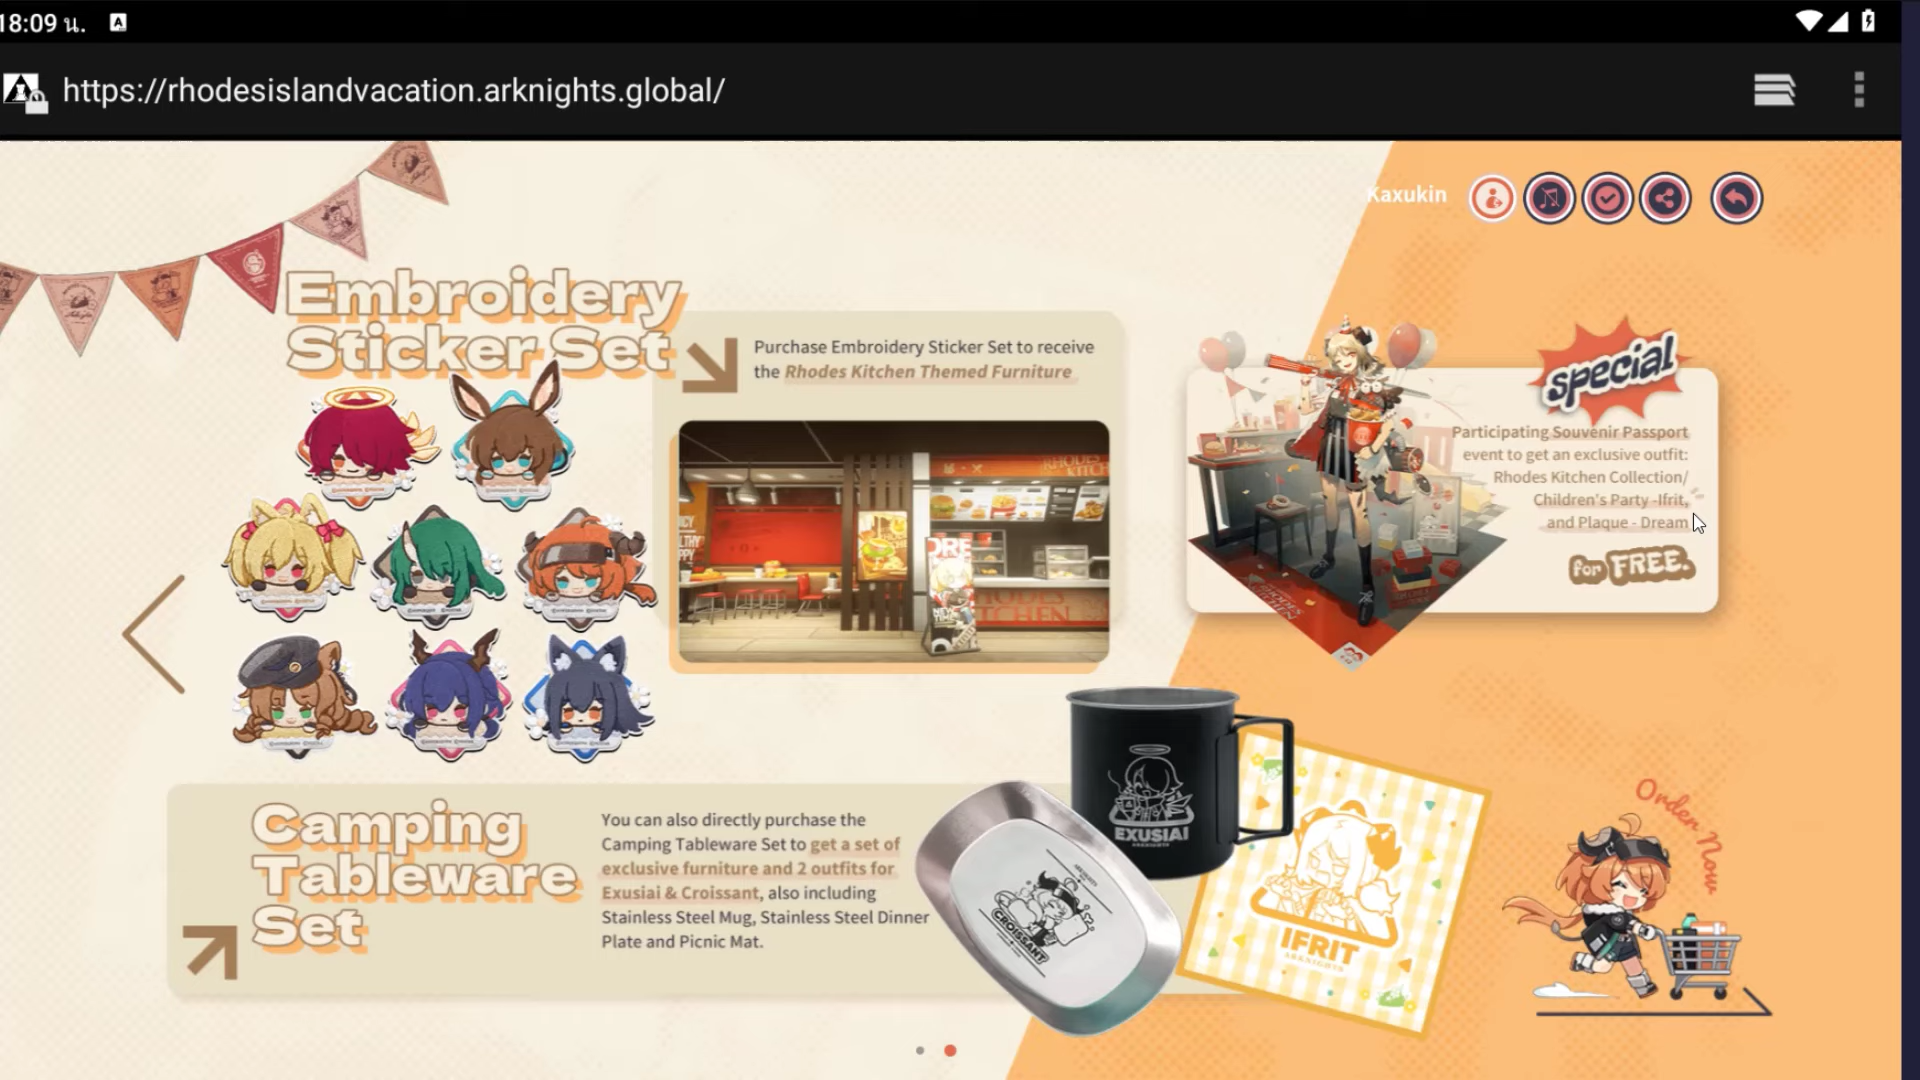 18:09 น.
A
https://rhodesislandvacation.arknights.global/
Kaxukin
Embroidery
Sticker Set
Purchase Embroidery Sticker Set to receive
the Rhodes Kitchen Themed Furniture
special
Participating Souvenir Passport
event to get an exclusive outfit:
Rhodes Kitchen Collection/
Children's Party -Ifrit,
and Plaque - Dream
for FREE.
RHODES
KITCHEN
Camping
Tableware
Set
You can also directly purchase the
Camping Tableware Set to get a set of
exclusive furniture and 2 outfits for
Exusiai & Croissant, also including
Stainless Steel Mug, Stainless Steel Dinner
Plate and Picnic Mat.
EXUSIAI
ARKNIGHTS
CROISSANT
IFRIT
ARKNIGHTS
Order Now